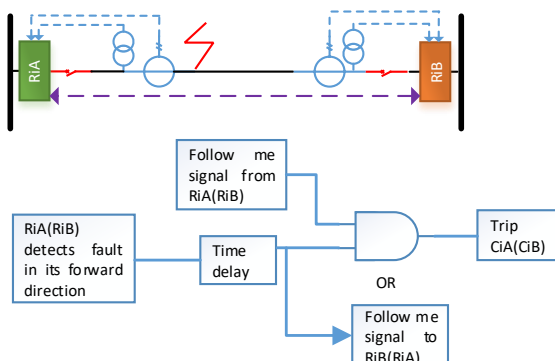 RiA
RiB
Follow me
signal from
RiA(RiB)
RiA(RiB)
detects fault
in its forward
direction
Time
delay
Trip
CiA(CiB)
OR
Follow me
signal to
RiB(RiA)